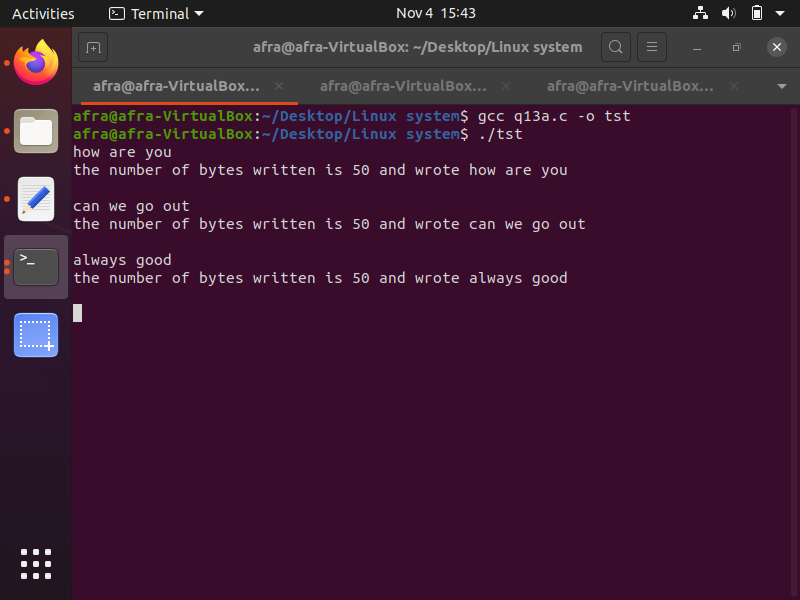 Activities Terminal Nov 4 15:43
afra@afra-VirtualBox: ~/Desktop/Linux system
afra@afra-VirtualBox... afra@afra-VirtualBox... afra@afra-VirtualBox...
afra@afra-VirtualBox:~/Desktop/Linux system$ gcc q13a.c -o tst
afra@afra-VirtualBox:~/Desktop/Linux system$ ./tst
how are you
the number of bytes written is 50 and wrote how are you
can we go out
the number of bytes written is 50 and wrote can we go out
always good
the number of bytes written is 50 and wrote always good